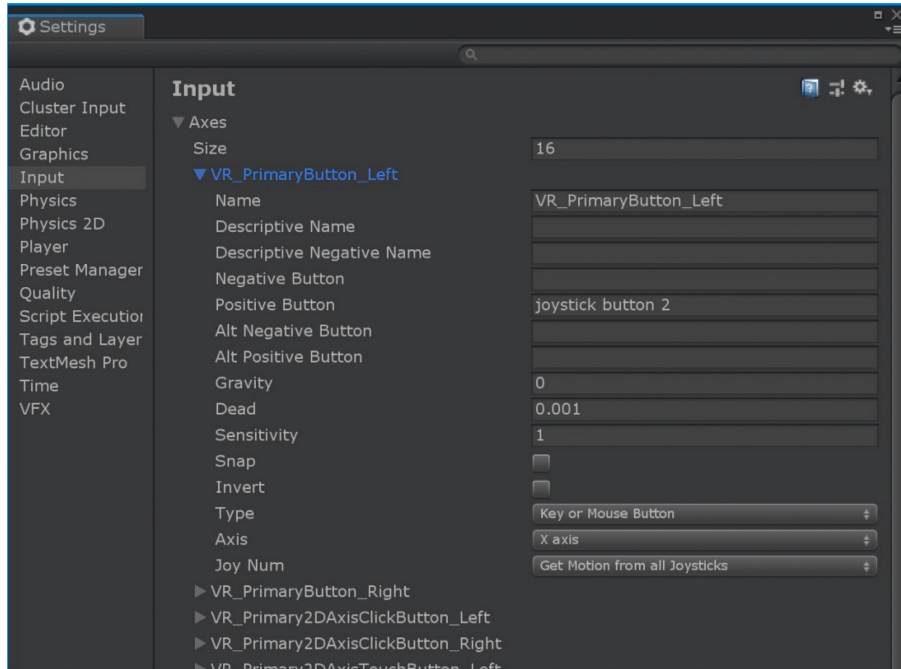 Settings
Audio
Cluster Input
Editor
Graphics
Input
Physics
Physics 2D
Player
Preset Manager
Quality
Script Execution
Tags and Layer
TextMesh Pro
Time
VFX
Input
Axes
Size 16
VR_PrimaryButton_Left
Name VR_PrimaryButton_Left
Descriptive Name
Descriptive Negative Name
Negative Button
Positive Button joystick button 2
Alt Negative Button
Alt Positive Button
Gravity 0
Dead 0.001
Sensitivity 1
Snap
Invert
Type Key or Mouse Button
Axis X axis
Joy Num Get Motion from all Joysticks
VR_PrimaryButton_Right
VR_Primary2DAxisClickButton_Left
VR_Primary2DAxisClickButton_Right
VR_Primary2DAxisTouchButton_Left